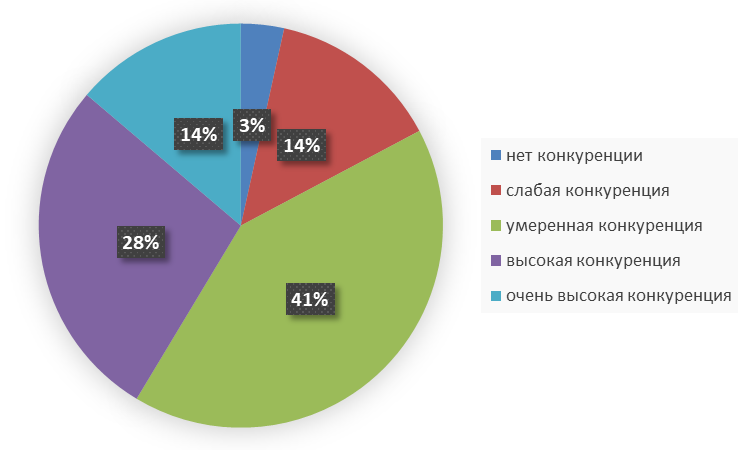 3%
14%
14%
28%
41%
нет конкуренции
слабая конкуренция
умеренная конкуренция
высокая конкуренция
очень высокая конкуренция